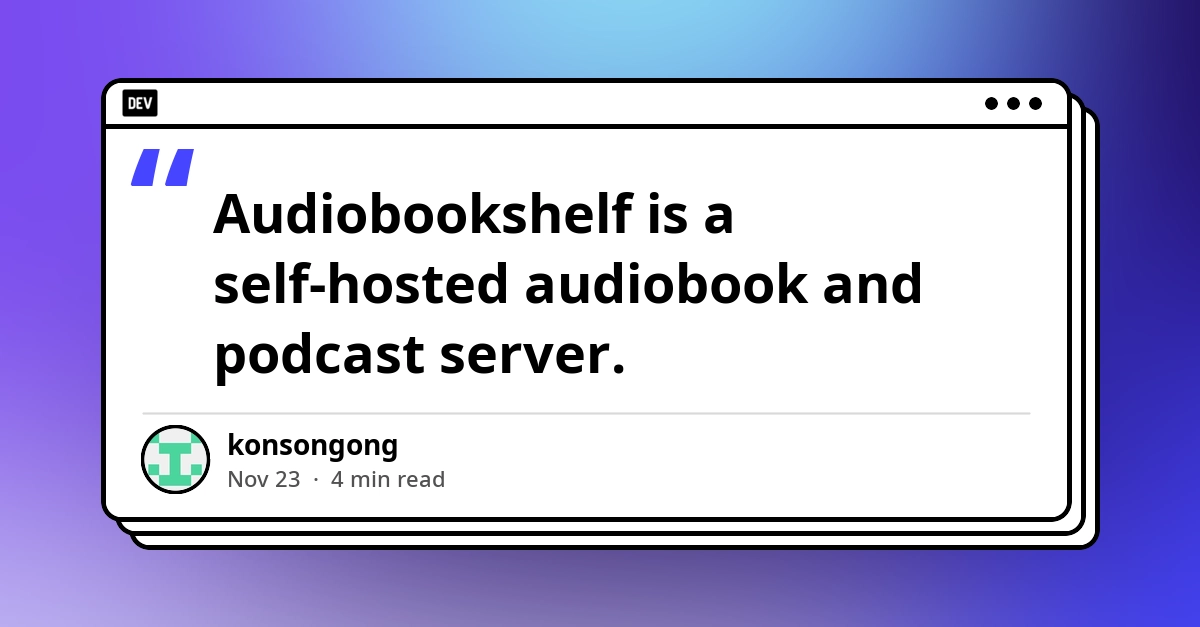 DEV
“
Audiobookshelf is a
self-hosted audiobook and
podcast server.
konsongong
Nov 23 · 4 min read